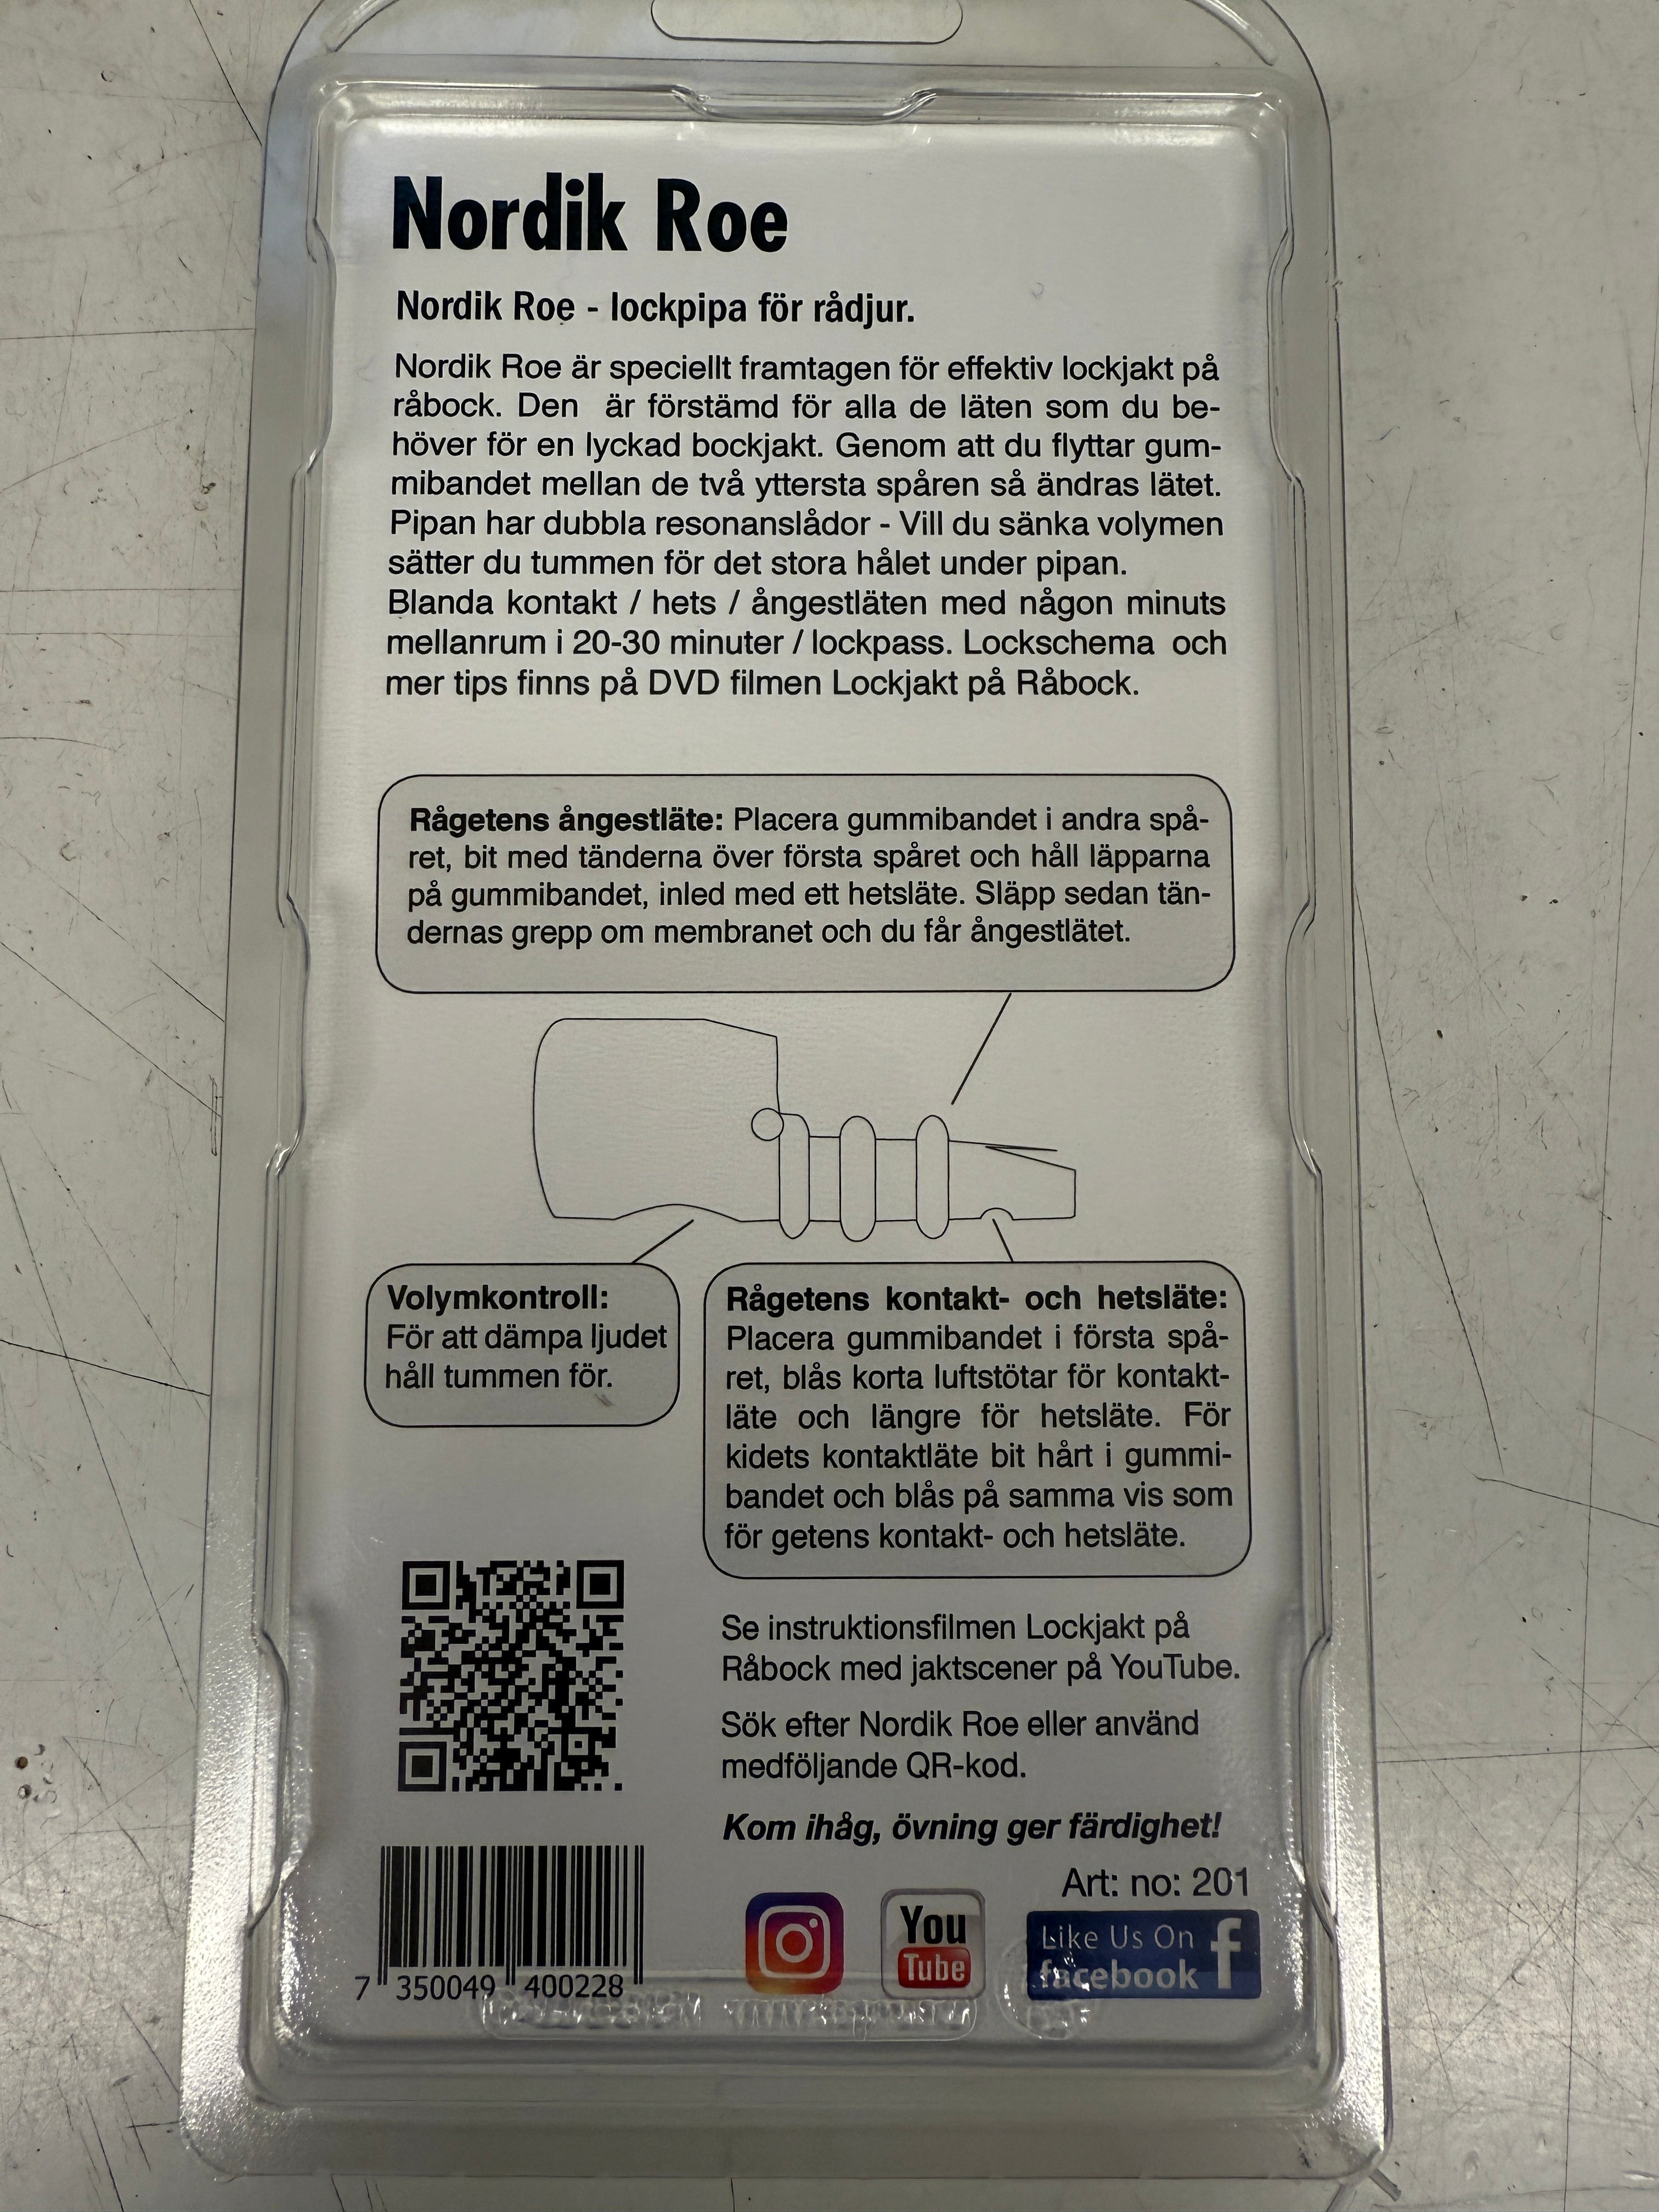 Nordik Roe
Nordik Roe - lockpipa för rådjur.
Nordik Roe är speciellt framtagen för effektiv lockjakt på
råbock. Den är förstämd för alla de läten som du be-
höver för en lyckad bockjakt. Genom att du flyttar gum-
mibandet mellan de två yttersta spåren så ändras lätet.
Pipan har dubbla resonanslådor - Vill du sänka volymen
sätter du tummen för det stora hålet under pipan.
Blanda kontakt / hets / ångestläten med någon minuts
mellanrum i 20-30 minuter / lockpass. Lockschema och
mer tips finns på DVD filmen Lockjakt på Råbock.
Rågetens ångestläte: Placera gummibandet i andra spå-
ret, bit med tänderna över första spåret och håll läpparna
på gummibandet, inled med ett hetsläte. Släpp sedan tän-
dernas grepp om membranet och du får ångestlätet.
Volymkontroll:
För att dämpa ljudet
håll tummen för.
Rågetens kontakt- och hetsläte:
Placera gummibandet i första spå-
ret, blås korta luftstötar för kontakt-
läte och längre för hetsläte. För
kidets kontaktläte bit hårt i gummi-
bandet och blås på samma vis som
för getens kontakt- och hetsläte.
Se instruktionsfilmen Lockjakt på
Råbock med jaktscener på YouTube.
Sök efter Nordik Roe eller använd
medföljande QR-kod.
Kom ihåg, övning ger färdighet!
Art: no: 201
7 350049 400228
You
Tube
Like Us On
facebook